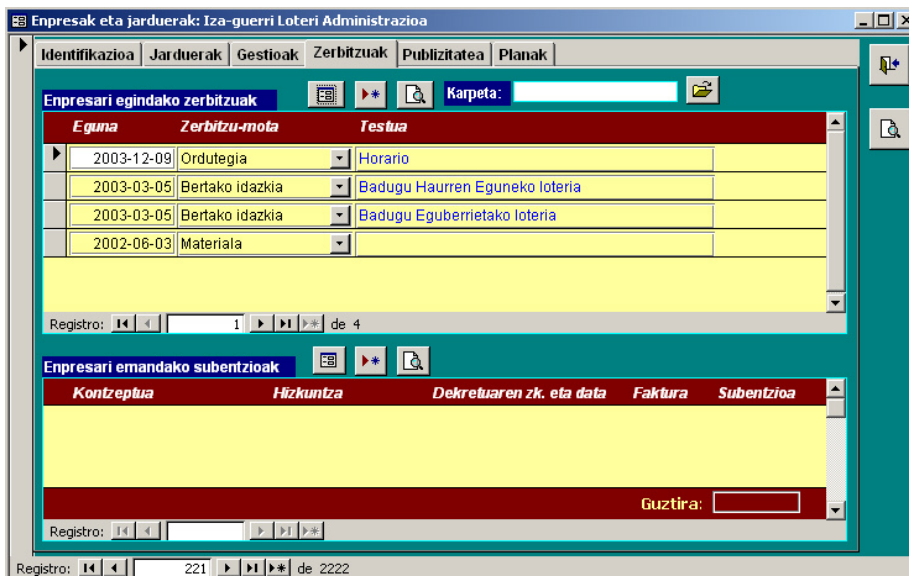 Enpresak eta jarduerak: Iza-guerri Loteri Administrazioa
Identifikazioa Jarduerak Gestioak Zerbitzuak Publizitatea Planak
Enpresari egindako zerbitzuak Karpeta:
Eguna Zerbitzu-mota Testua
2003-12-09 Ordutegia Horario
2003-03-05 Bertako idazkia Badugu Haurren Eguneko loteria
2003-03-05 Bertako idazkia Badugu Eguberrietako loteria
2002-06-03 Materiala
Registro: 1 de 4
Enpresari emandako subentzioak
Kontzeptua Hizkuntza Dekretuaren zk. eta data Faktura Subentzioa
Guztira:
Registro:
Registro: 221 de 2222